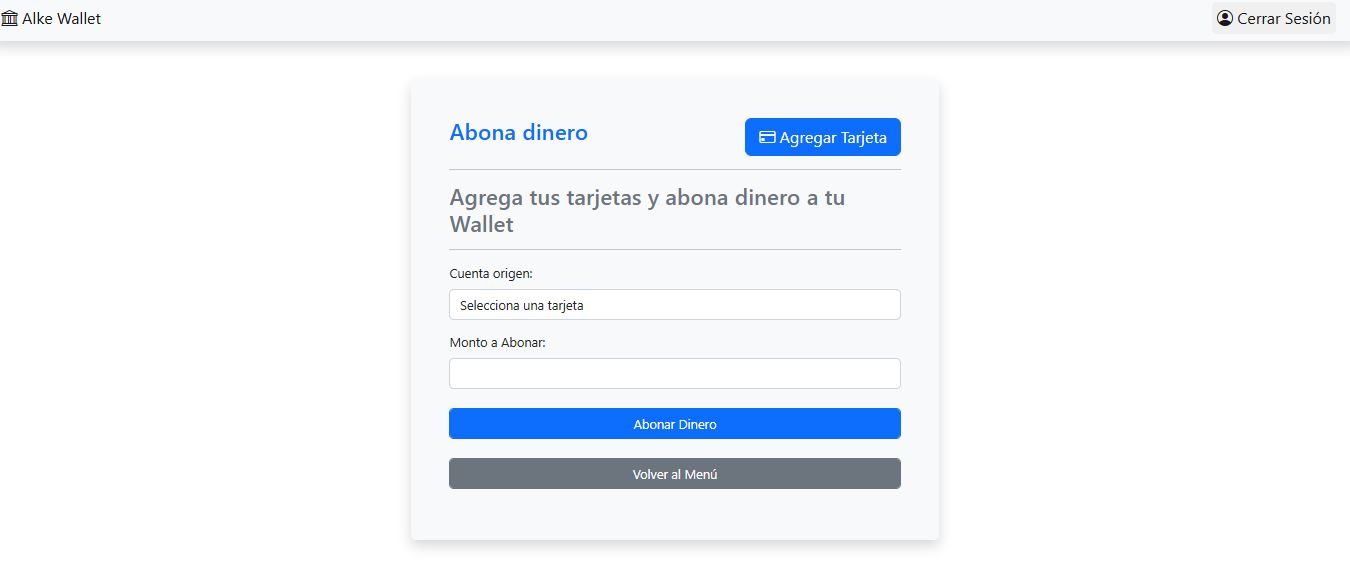 Alke Wallet
Cerrar Sesión
Abona dinero
Agregar Tarjeta
Agrega tus tarjetas y abona dinero a tu
Wallet
Cuenta origen:
Selecciona una tarjeta
Monto a Abonar:
Abonar Dinero
Volver al Menú